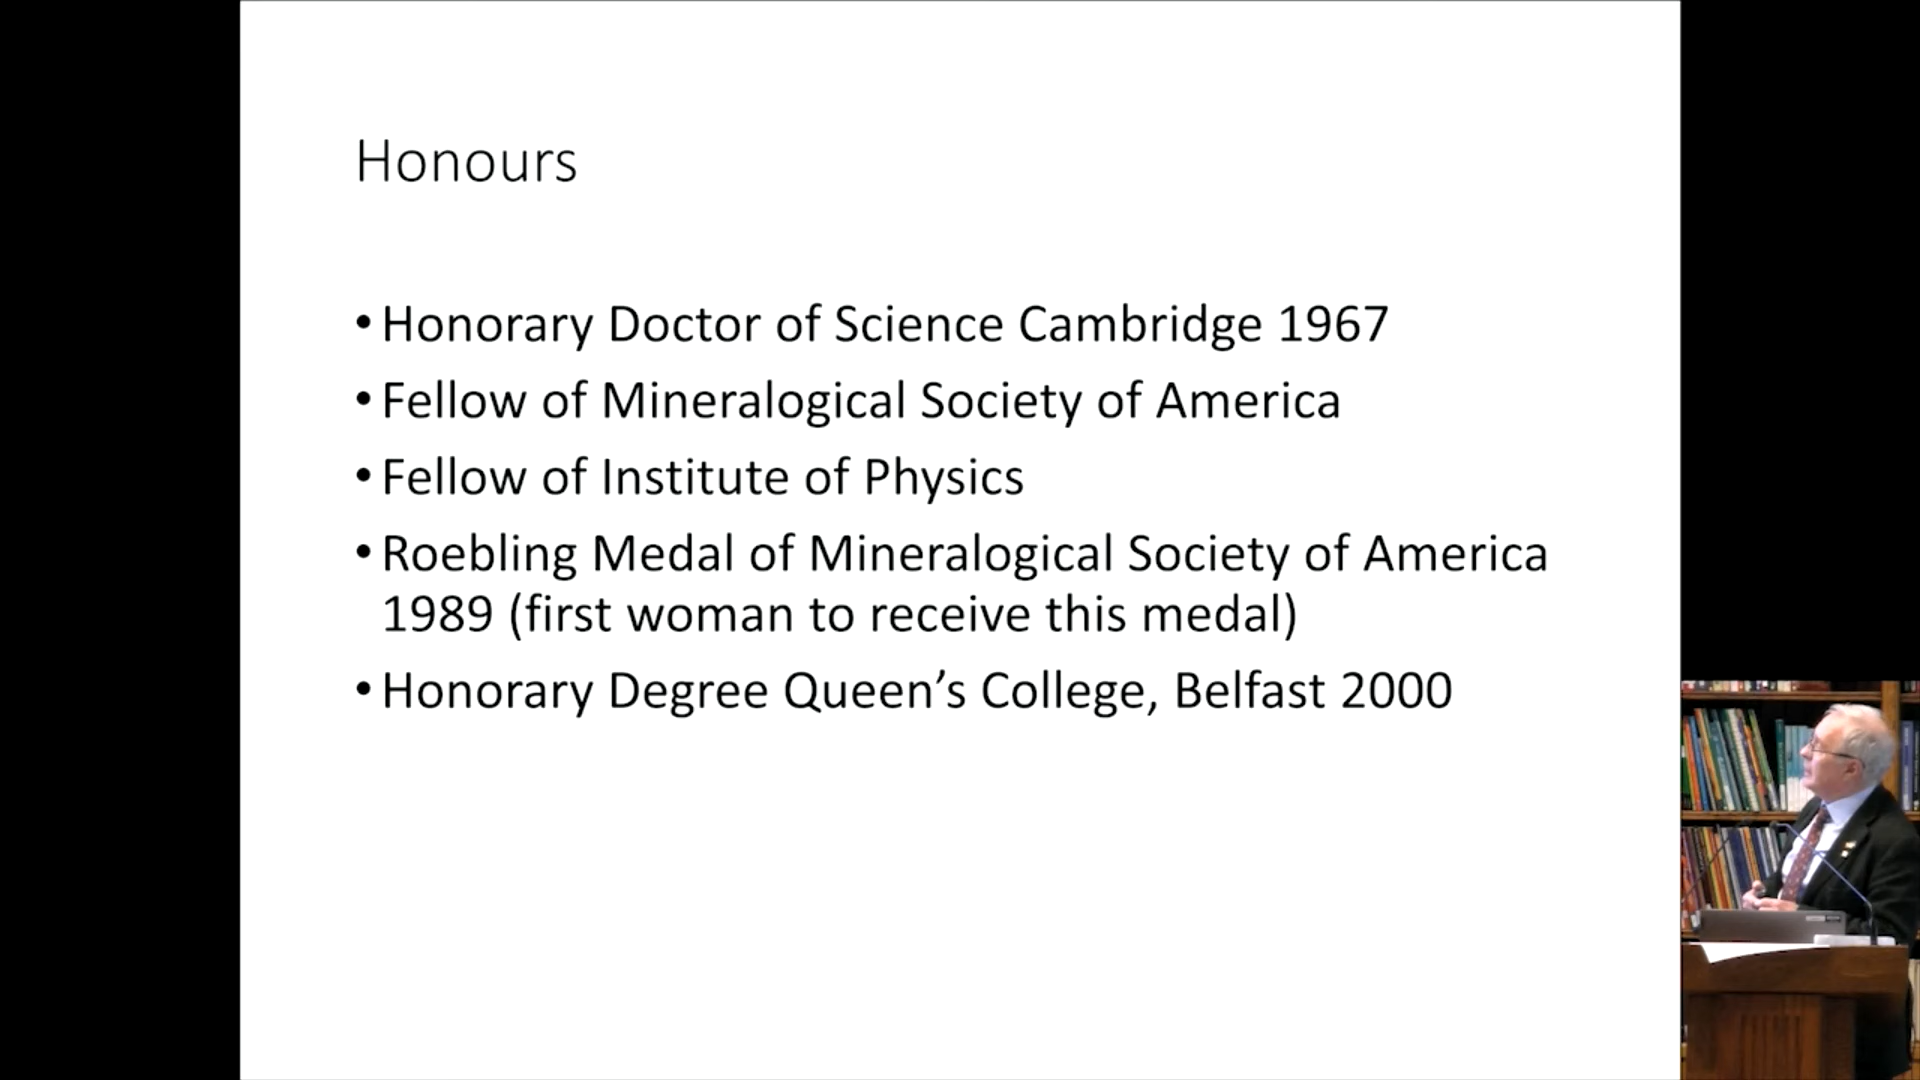 Honours
•Honorary Doctor of Science Cambridge 1967
•Fellow of Mineralogical Society of America
•Fellow of Institute of Physics
•Roebling Medal of Mineralogical Society of America
1989 (first woman to receive this medal)
•Honorary Degree Queen’s College, Belfast 2000